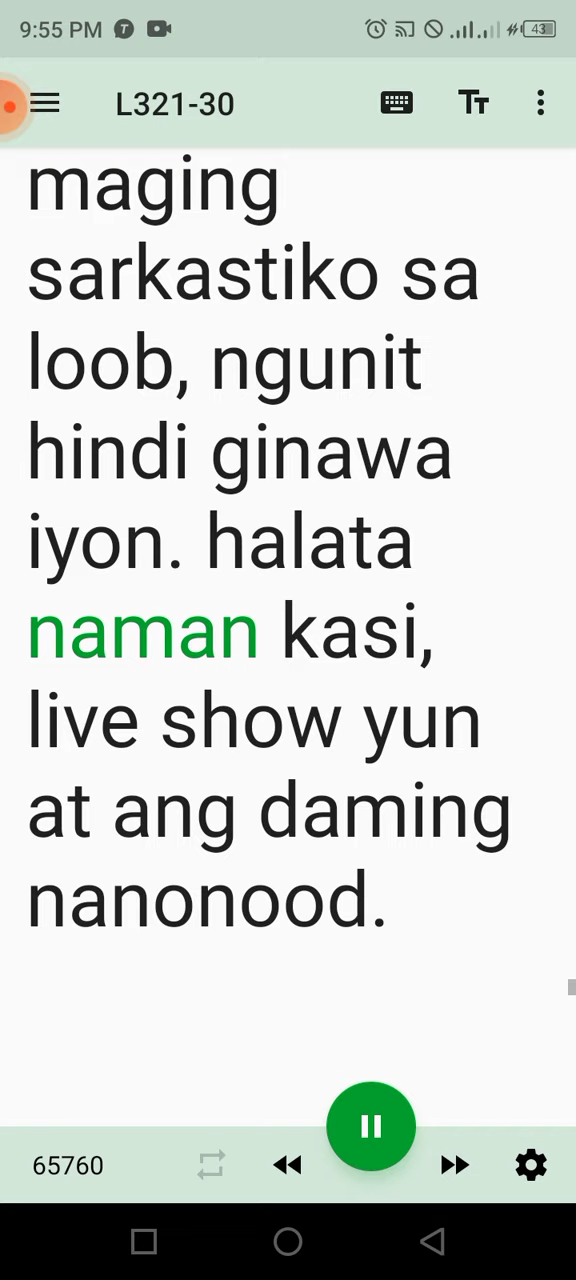 9:55 PM
43
L321-30
maging
sarkastiko sa
loob, ngunit
hindi ginawa
iyon. halata
naman kasi,
live show yun
at ang daming
nanonood.
65760